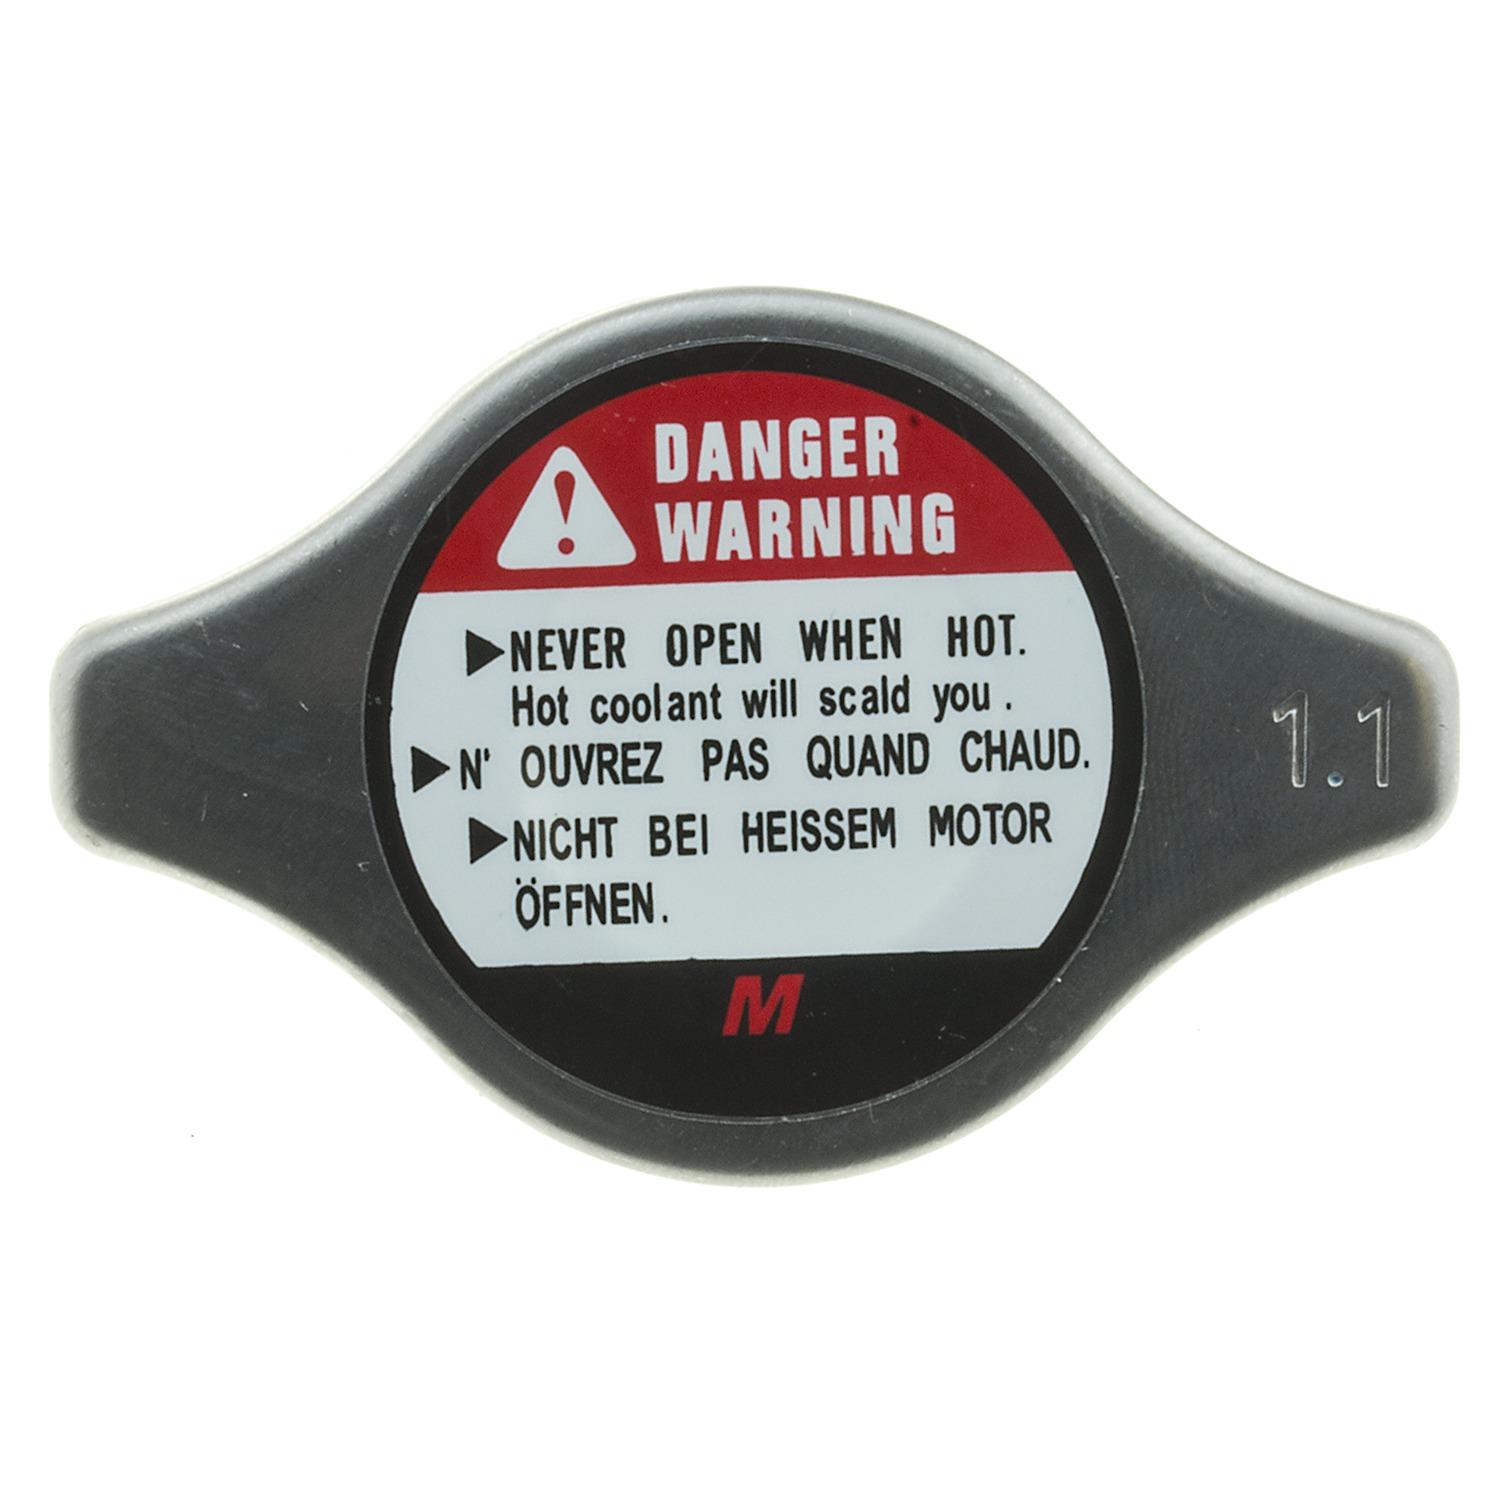 DANGER
WARNING
▶NEVER OPEN WHEN HOT.
Hot coolant will scald you .
▶N' OUVREZ PAS QUAND CHAUD.
▶NICHT BEI HEISSEM MOTOR
ÖFFNEN.
M
1.1